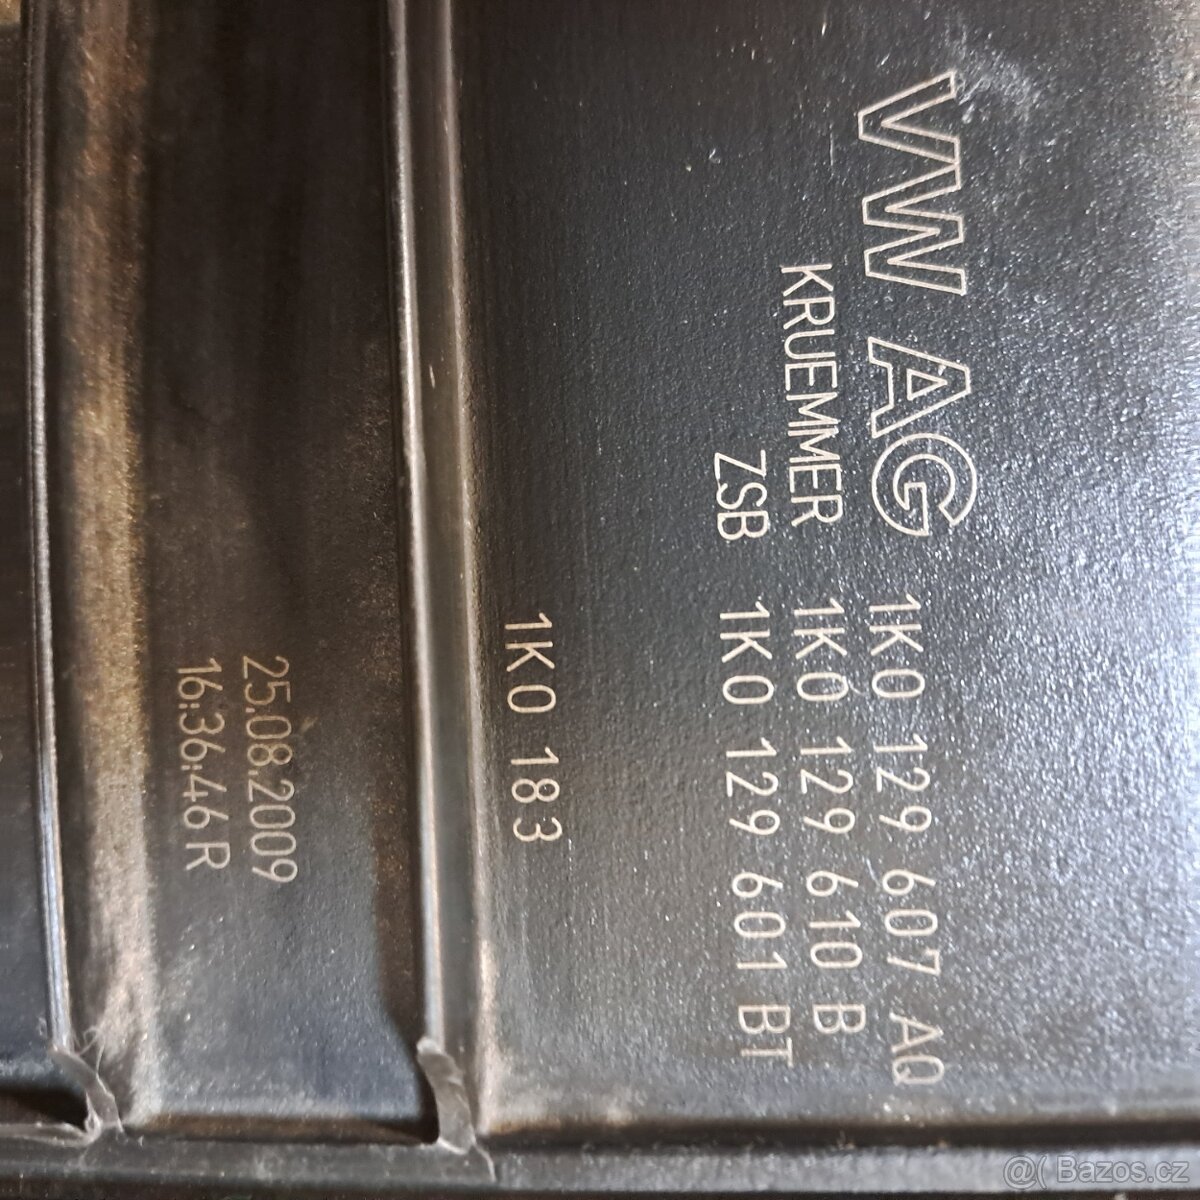 VW AG 1K0 129 607 AQ
KRUEMMER 1K0 129 610 B
ZSB 1K0 129 601 BT
1K0 183
25.08.2009
16:36:46 R
@( Bazos.cz